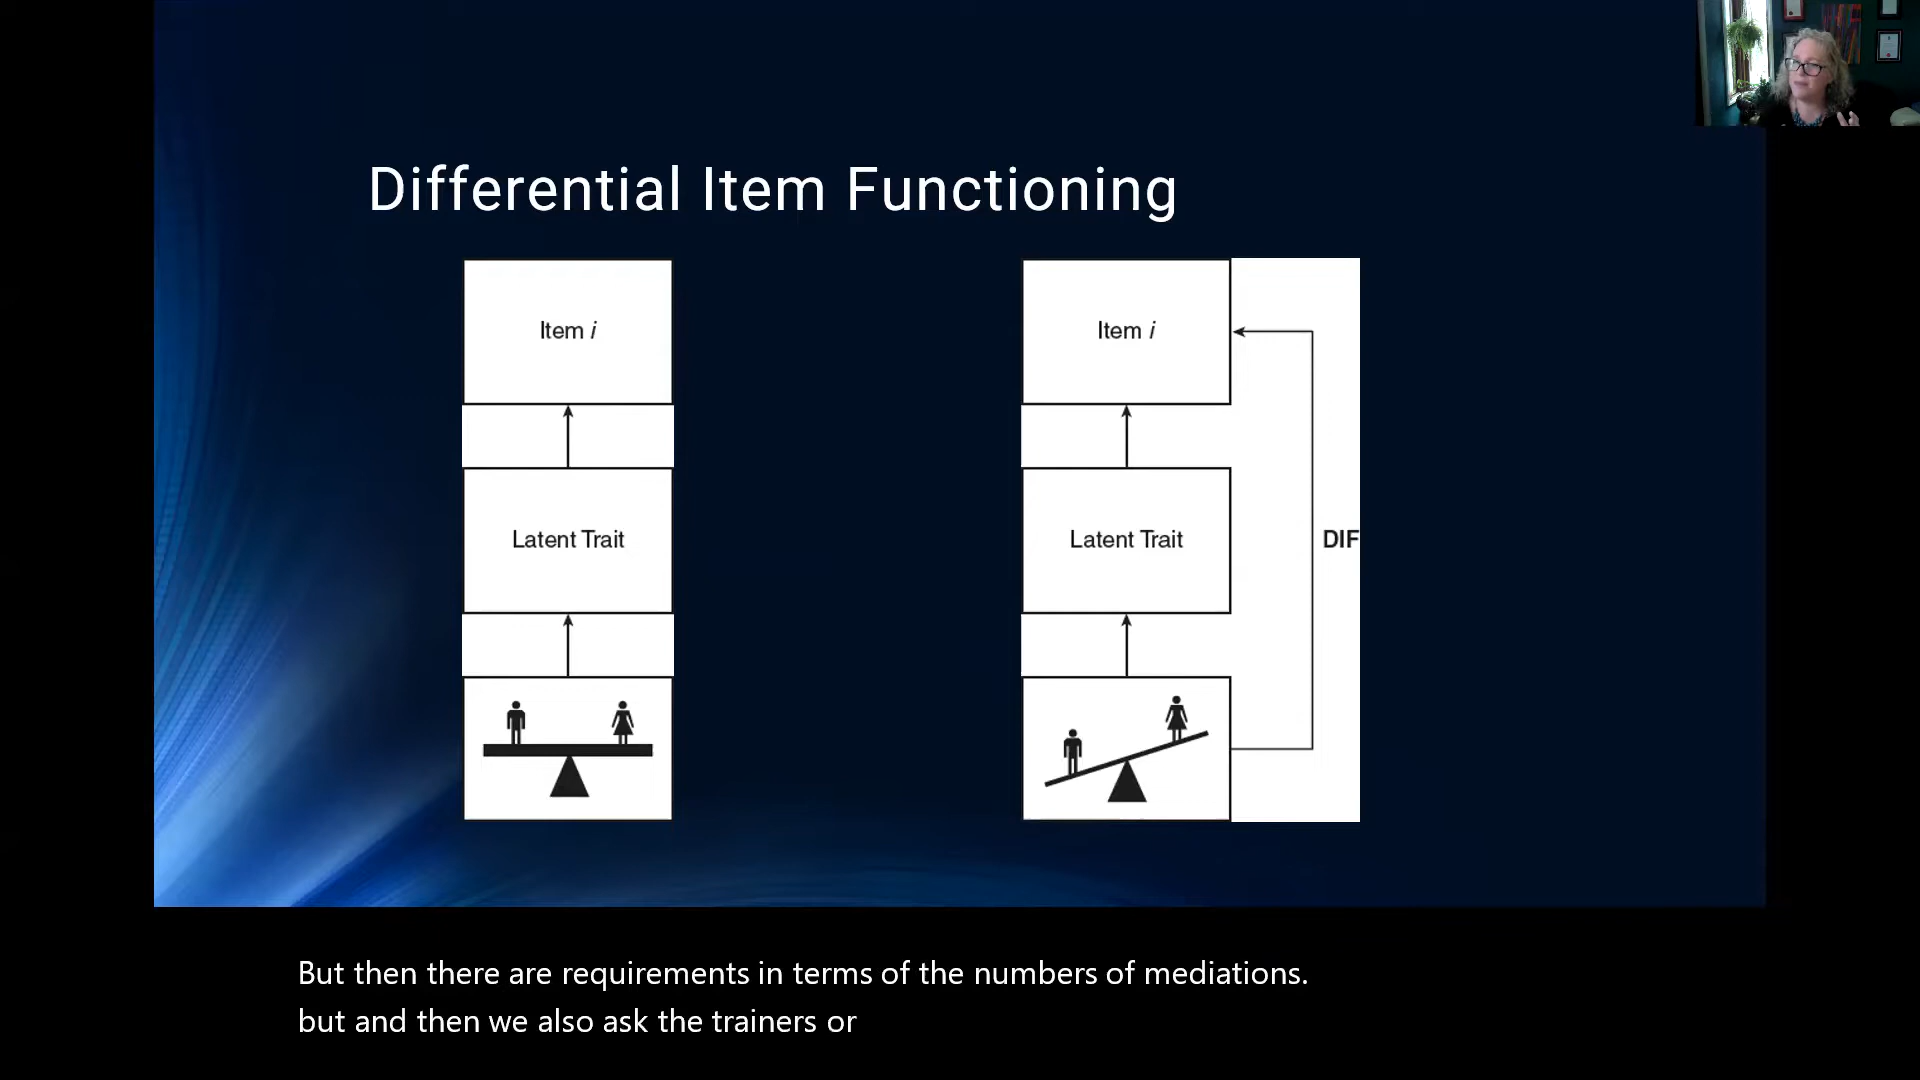 Differential Item Functioning
Item i
Latent Trait
Item i
Latent Trait
DIF
But then there are requirements in terms of the numbers of mediations.
but and then we also ask the trainers or